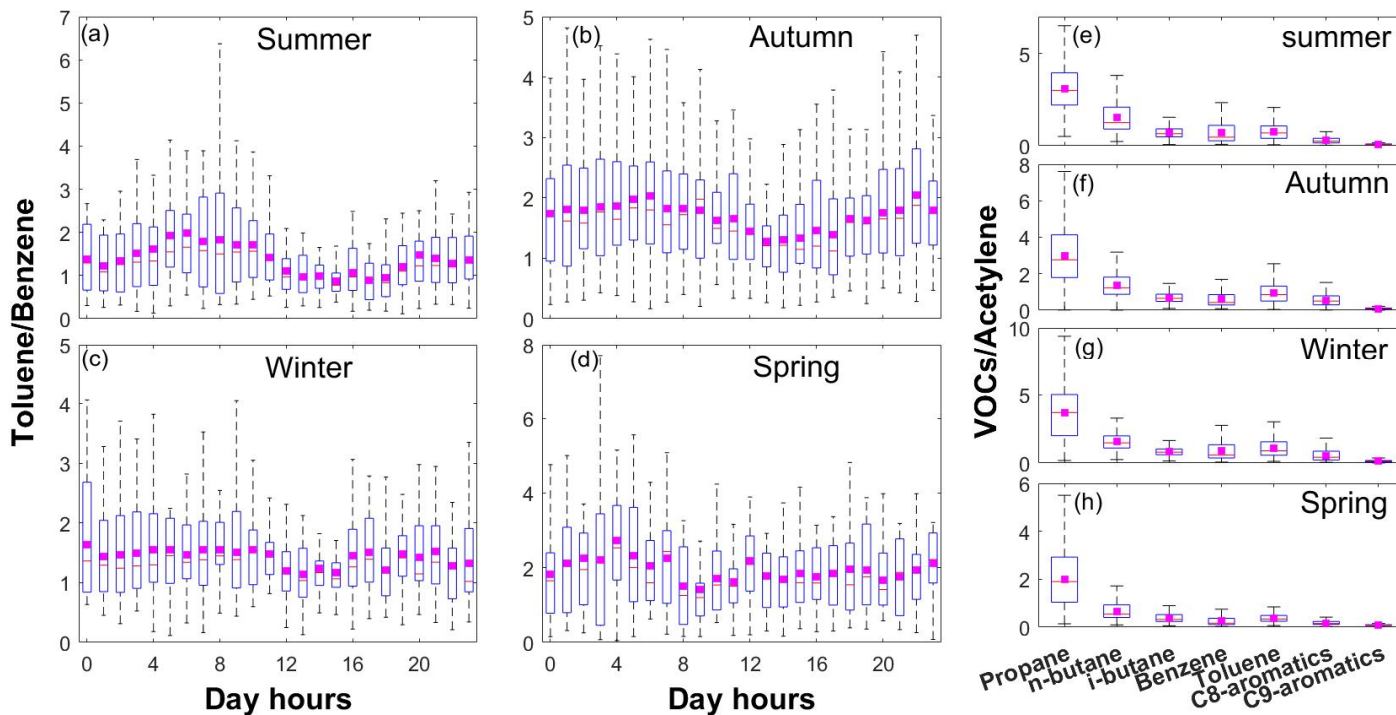 (a) Summer
7
6
5
4
3
2
1
0
(b) Autumn
5
4
3
2
1
0
(c) Winter
5
4
3
2
1
0
0 4 8 12 16 20
Day hours
(d) Spring
8
6
4
2
0
0 4 8 12 16 20
Day hours
Toluene/Benzene
(e) summer
5
0
(f) Autumn
8
6
4
2
0
(g) Winter
10
5
0
(h) Spring
6
4
2
0
VOCs/Acetylene
Propane
n-butane
i-butane
Benzene
Toluene
C8-aromatics
C9-aromatics